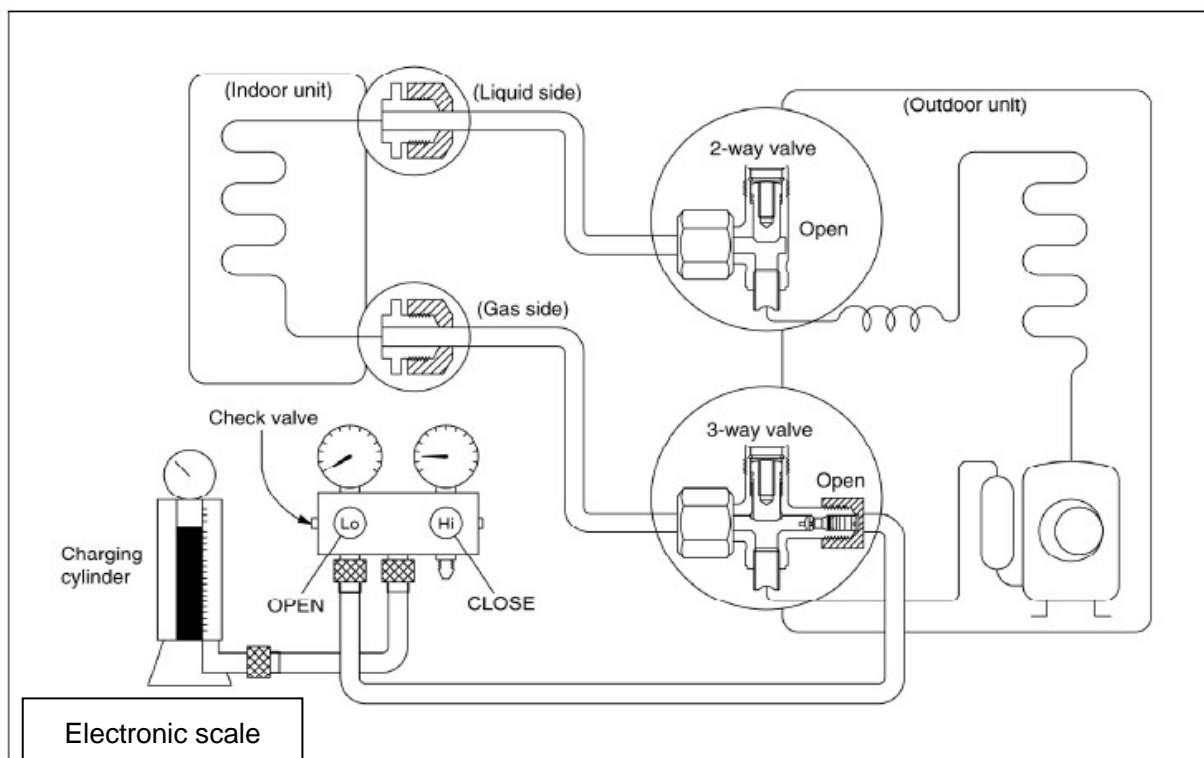 (Indoor unit)
(Liquid side)
(Outdoor unit)
2-way valve
Open
(Gas side)
Check valve
3-way valve
Open
Lo
Hi
Charging
cylinder
OPEN
CLOSE
Electronic scale